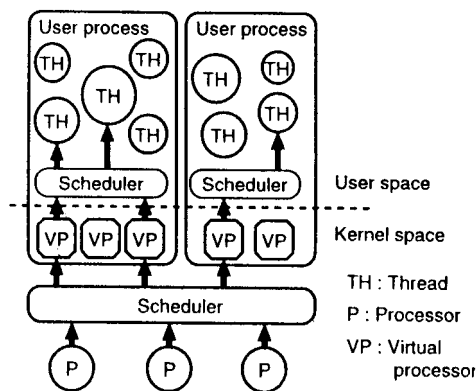 User process
User process
TH
TH
TH
TH
TH
TH
TH
TH
TH
Scheduler
Scheduler
User space
VP
VP
VP
VP
VP
Kernel space
Scheduler
TH : Thread
P : Processor
VP : Virtual
processor
P
P
P